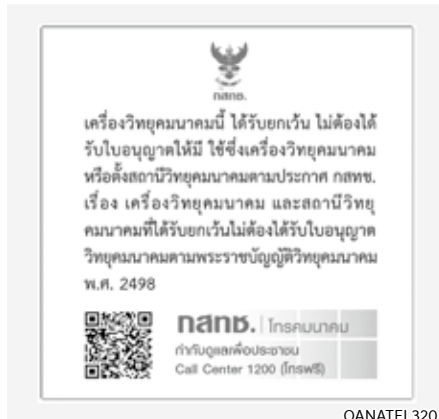 กสทช.
เครื่องวิทยุคมนาคมนี้ ได้รับยกเว้น ไม่ต้องได้
รับใบอนุญาตให้มี ใช้ซึ่งเครื่องวิทยุคมนาคม
หรือตั้งสถานีวิทยุคมนาคมตามประกาศ กสทช.
เรื่อง เครื่องวิทยุคมนาคม และสถานีวิทยุ
คมนาคมที่ได้รับยกเว้นไม่ต้องได้รับใบอนุญาต
วิทยุคมนาคมตามพระราชบัญญัติวิทยุคมนาคม
พ.ศ. 2498
กสทช. โทรคมนาคม
กำกับดูแลเพื่อประชาชน
Call Center 1200 (โทรฟรี)
QANATEL320